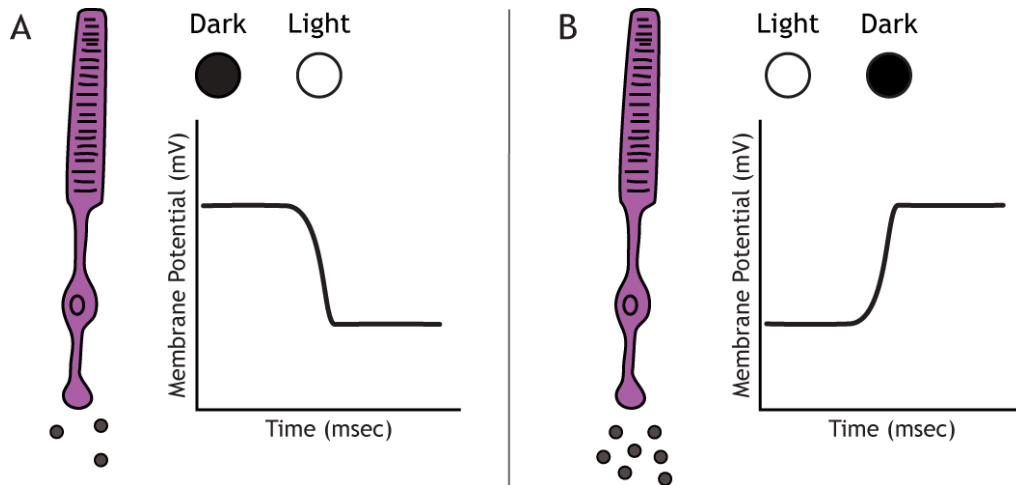 A
Dark Light
Membrane Potential (mV)
Time (msec)
B
Light Dark
Membrane Potential (mV)
Time (msec)